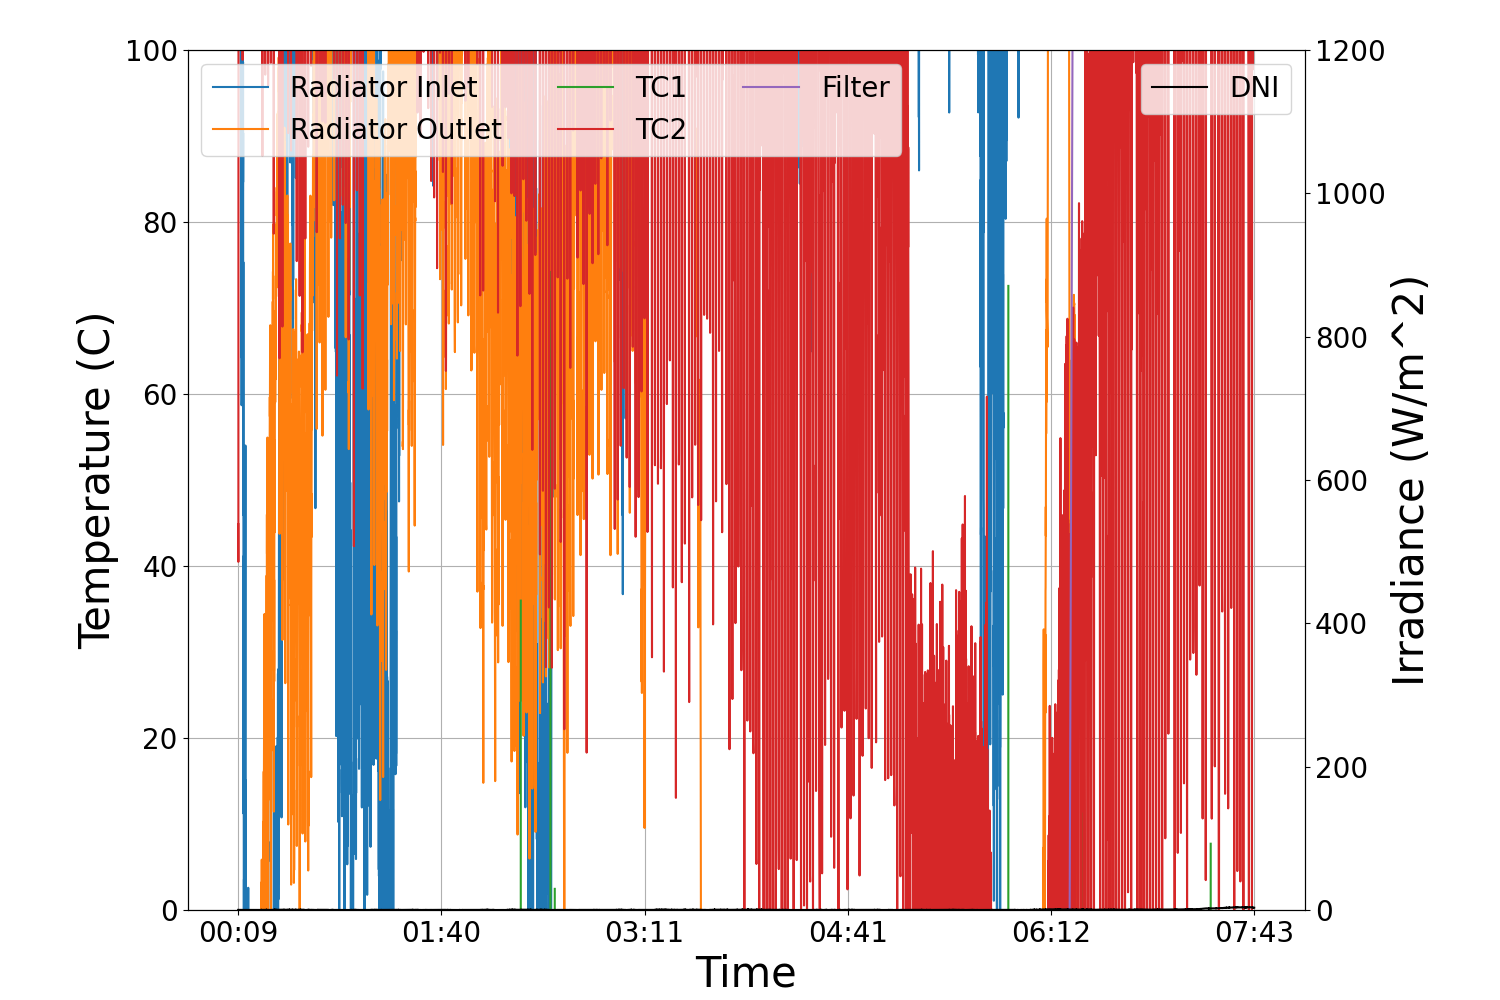 100
80
60
40
20
0
Temperature (C)
Radiator Inlet
Radiator Outlet
TC1
TC2
Filter
DNI
1200
1000
800
600
400
200
0
Irradiance (W/m^2)
00:09 01:40 03:11 04:41 06:12 07:43
Time